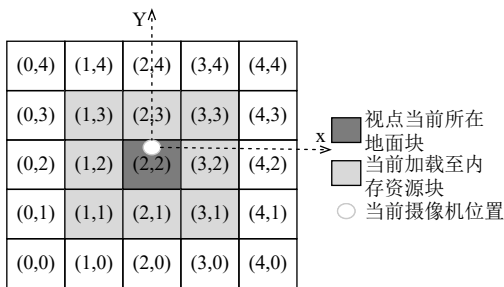 Y
(0,4) (1,4) (2,4) (3,4) (4,4)
(0,3) (1,3) (2,3) (3,3) (4,3)
x
(0,2) (1,2) (2,2) (3,2) (4,2)
(0,1) (1,1) (2,1) (3,1) (4,1)
(0,0) (1,0) (2,0) (3,0) (4,0)
视点当前所在
地面块
当前加载至内
存资源块
当前摄像机位置